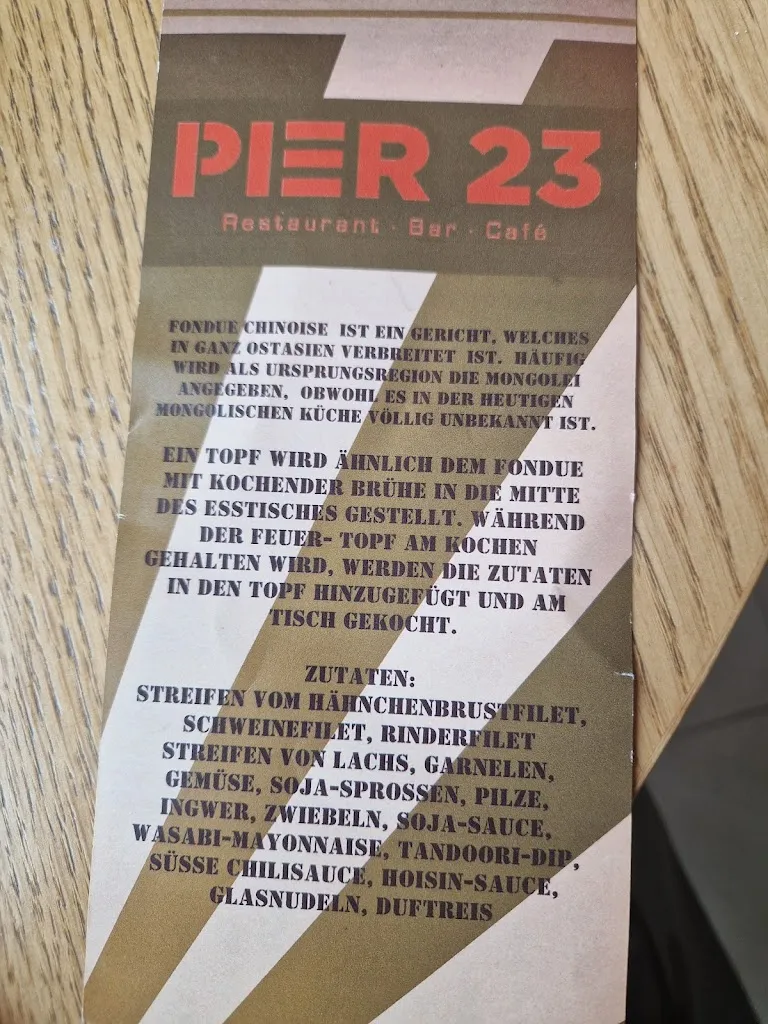 PIER 23
Restaurant · Bar · Café
FONDUE CHINOISE IST EIN GERICHT, WELCHES
IN GANZ OSTASIEN VERBREITET IST. HÄUFIG
WIRD ALS URSPRUNGSREGION DIE MONGOLEI
ANGEGEBEN, OBWOHL ES IN DER HEUTIGEN
MONGOLISCHEN KÜCHE VÖLLIG UNBEKANNT IST.
EIN TOPF WIRD ÄHNLICH DEM FONDUE
MIT KOCHENDER BRÜHE IN DIE MITTE
DES ESSTISCHES GESTELLT. WÄHREND
DER FEUER- TOPF AM KOCHEN
GEHALTEN WIRD, WERDEN DIE ZUTATEN
IN DEN TOPF HINZUGEFÜGT UND AM
TISCH GEKOCHT.
ZUTATEN:
STREIFEN VOM HÄHNCHENBRUSTFILET,
SCHWEINEFILET, RINDERFILET
STREIFEN VON LACHS, GARNELEN,
GEMÜSE, SOJA-SPROSSEN, PILZE,
INGWER, ZWIEBELN, SOJA-SAUCE,
WASABI-MAYONNAISE, TANDOORI-DIP,
SÜSSE CHILISAUCE, HOISIN-SAUCE,
GLASNUDELN, DUFTREIS